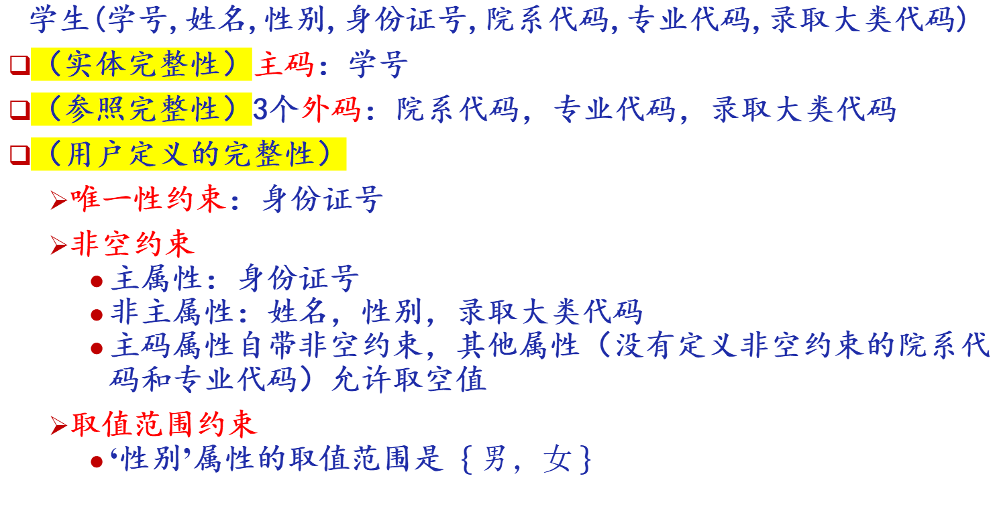 学生(学号,姓名,性别,身份证号,院系代码,专业代码,录取大类代码)
（实体完整性）主码：学号
（参照完整性）3个外码：院系代码，专业代码，录取大类代码
（用户定义的完整性）
唯一性约束：身份证号
非空约束
主属性：身份证号
非主属性：姓名，性别，录取大类代码
主码属性自带非空约束，其他属性（没有定义非空约束的院系代
码和专业代码）允许取空值
取值范围约束
‘性别’属性的取值范围是｛男，女｝